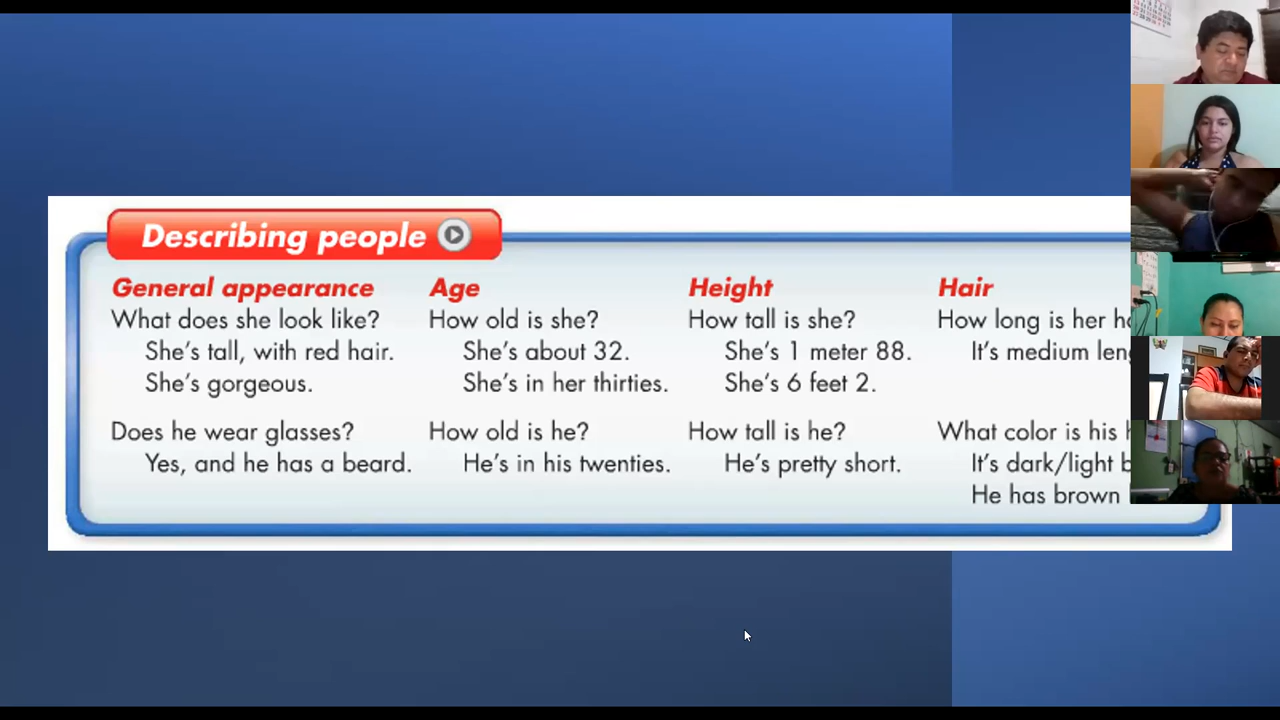 Describing people
General appearance
What does she look like?
She's tall, with red hair.
She's gorgeous.
Does he wear glasses?
Yes, and he has a beard.
Age
How old is she?
She's about 32.
She's in her thirties.
How old is he?
He's in his twenties.
Height
How tall is she?
She's 1 meter 88.
She's 6 feet 2.
How tall is he?
He's pretty short.
Hair
How long is her
It's medium
What color is his
It's dark/light
He has brown